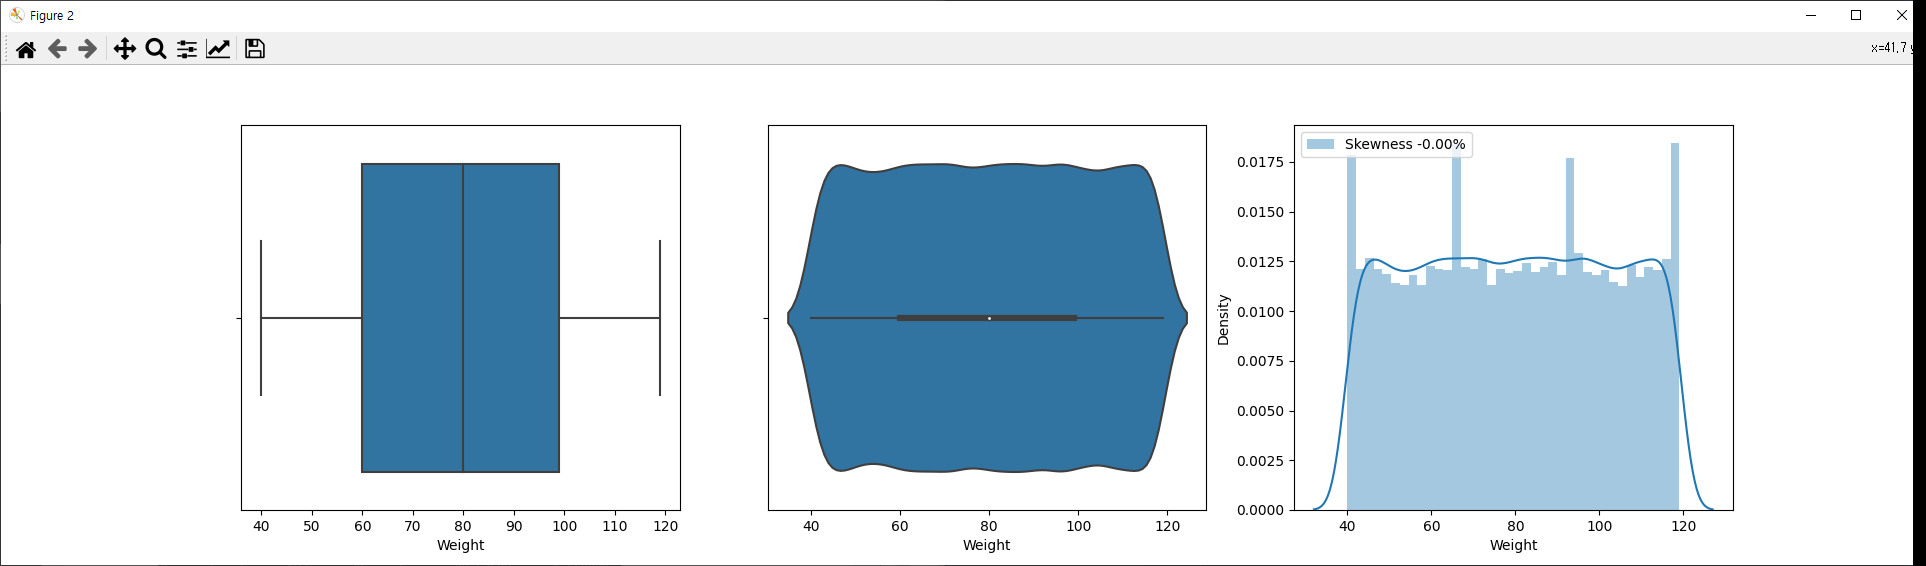 Figure 2
x=41.7
40 50 60 70 80 90 100 110 120
Weight
40 60 80 100 120
Weight
Skewness -0.00%
0.0175
0.0150
0.0125
0.0100
0.0075
0.0050
0.0025
0.0000
Density
40 60 80 100 120
Weight